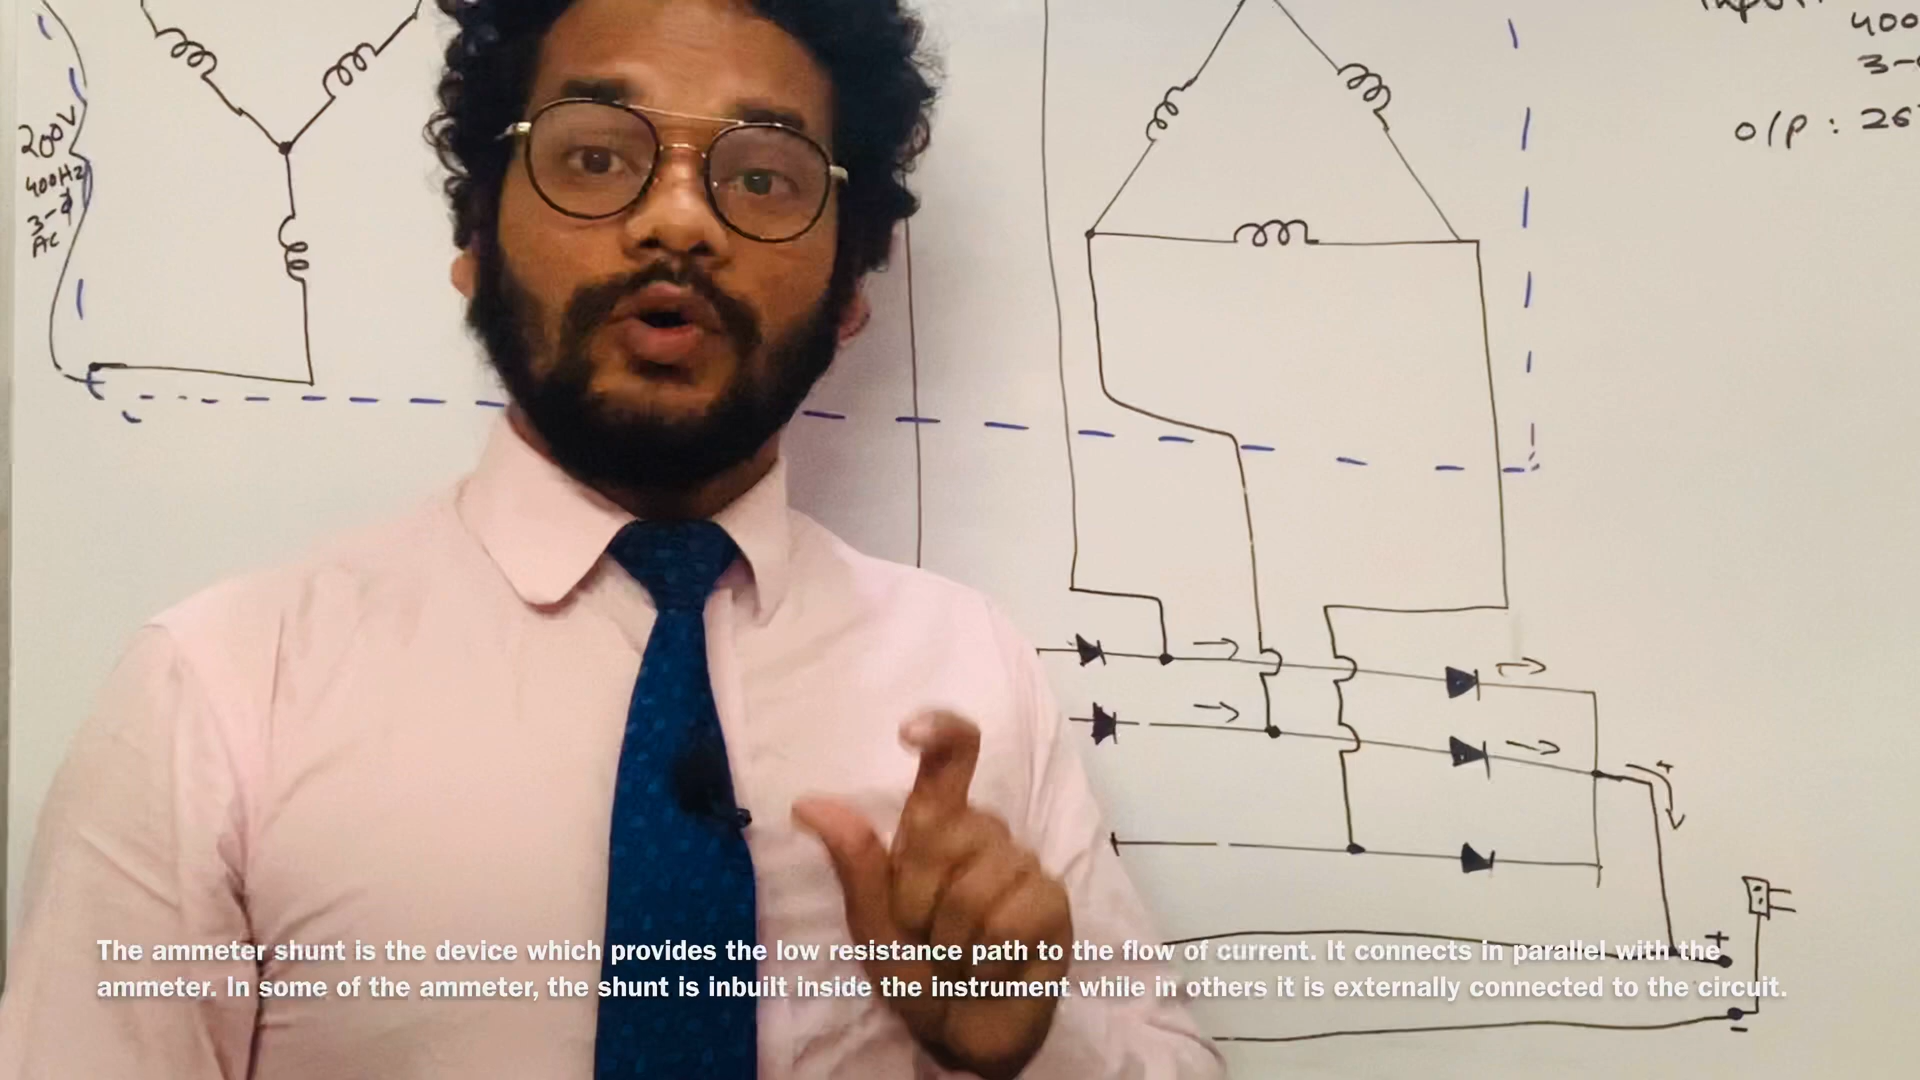 200V
400Hz
3-ϕ
AC
400
3-
O/P : 26
+
-
The ammeter shunt is the device which provides the low resistance path to the flow of current. It connects in parallel with the
ammeter. In some of the ammeter, the shunt is inbuilt inside the instrument while in others it is externally connected to the circuit.